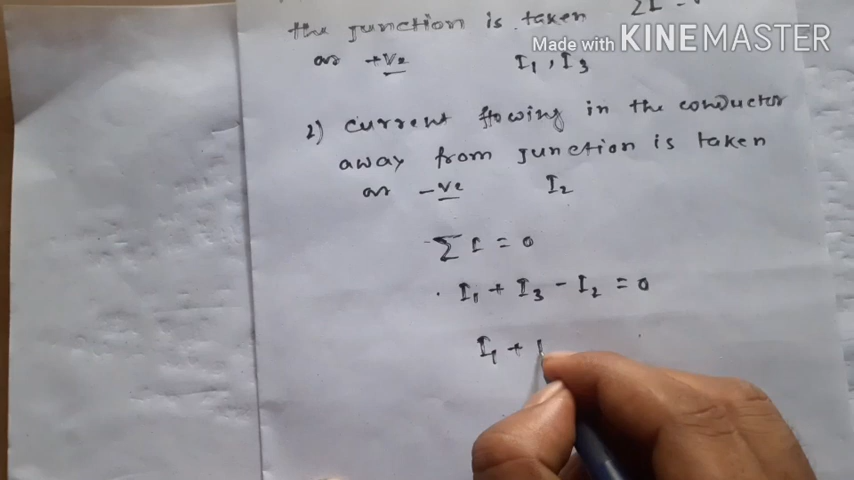 the junction is taken
Made with KINEMASTER
as +ve I₁, I₃
2) current flowing in the conductor
away from junction is taken
as -ve I₂
Σ I = 0
I₁ + I₃ - I₂ = 0
I₁ +